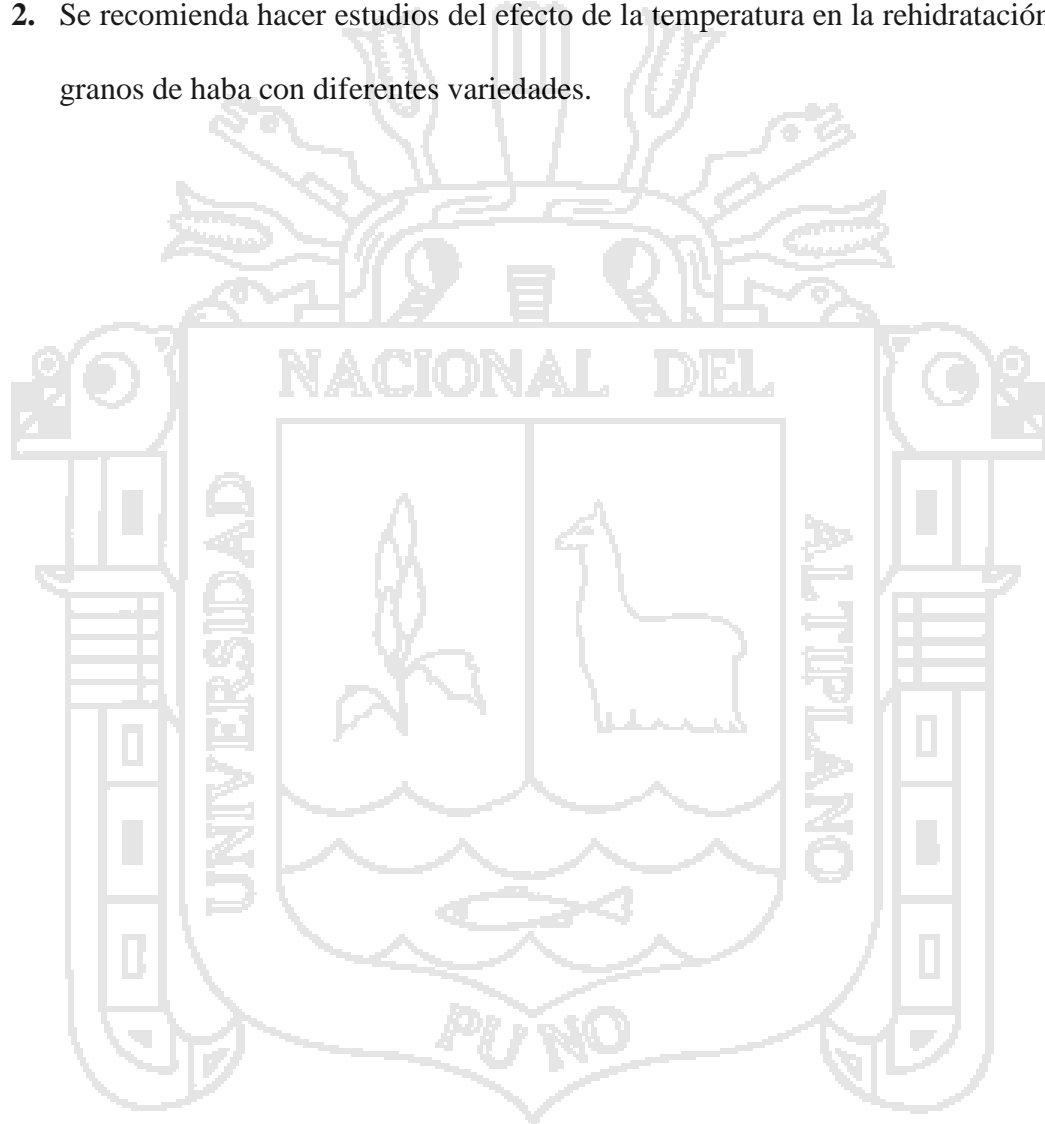 2. Se recomienda hacer estudios del efecto de la temperatura en la rehidratación
granos de haba con diferentes variedades.
NACIONAL DEL
UNIVERSIDAD
ALTIPLANO
PUNO